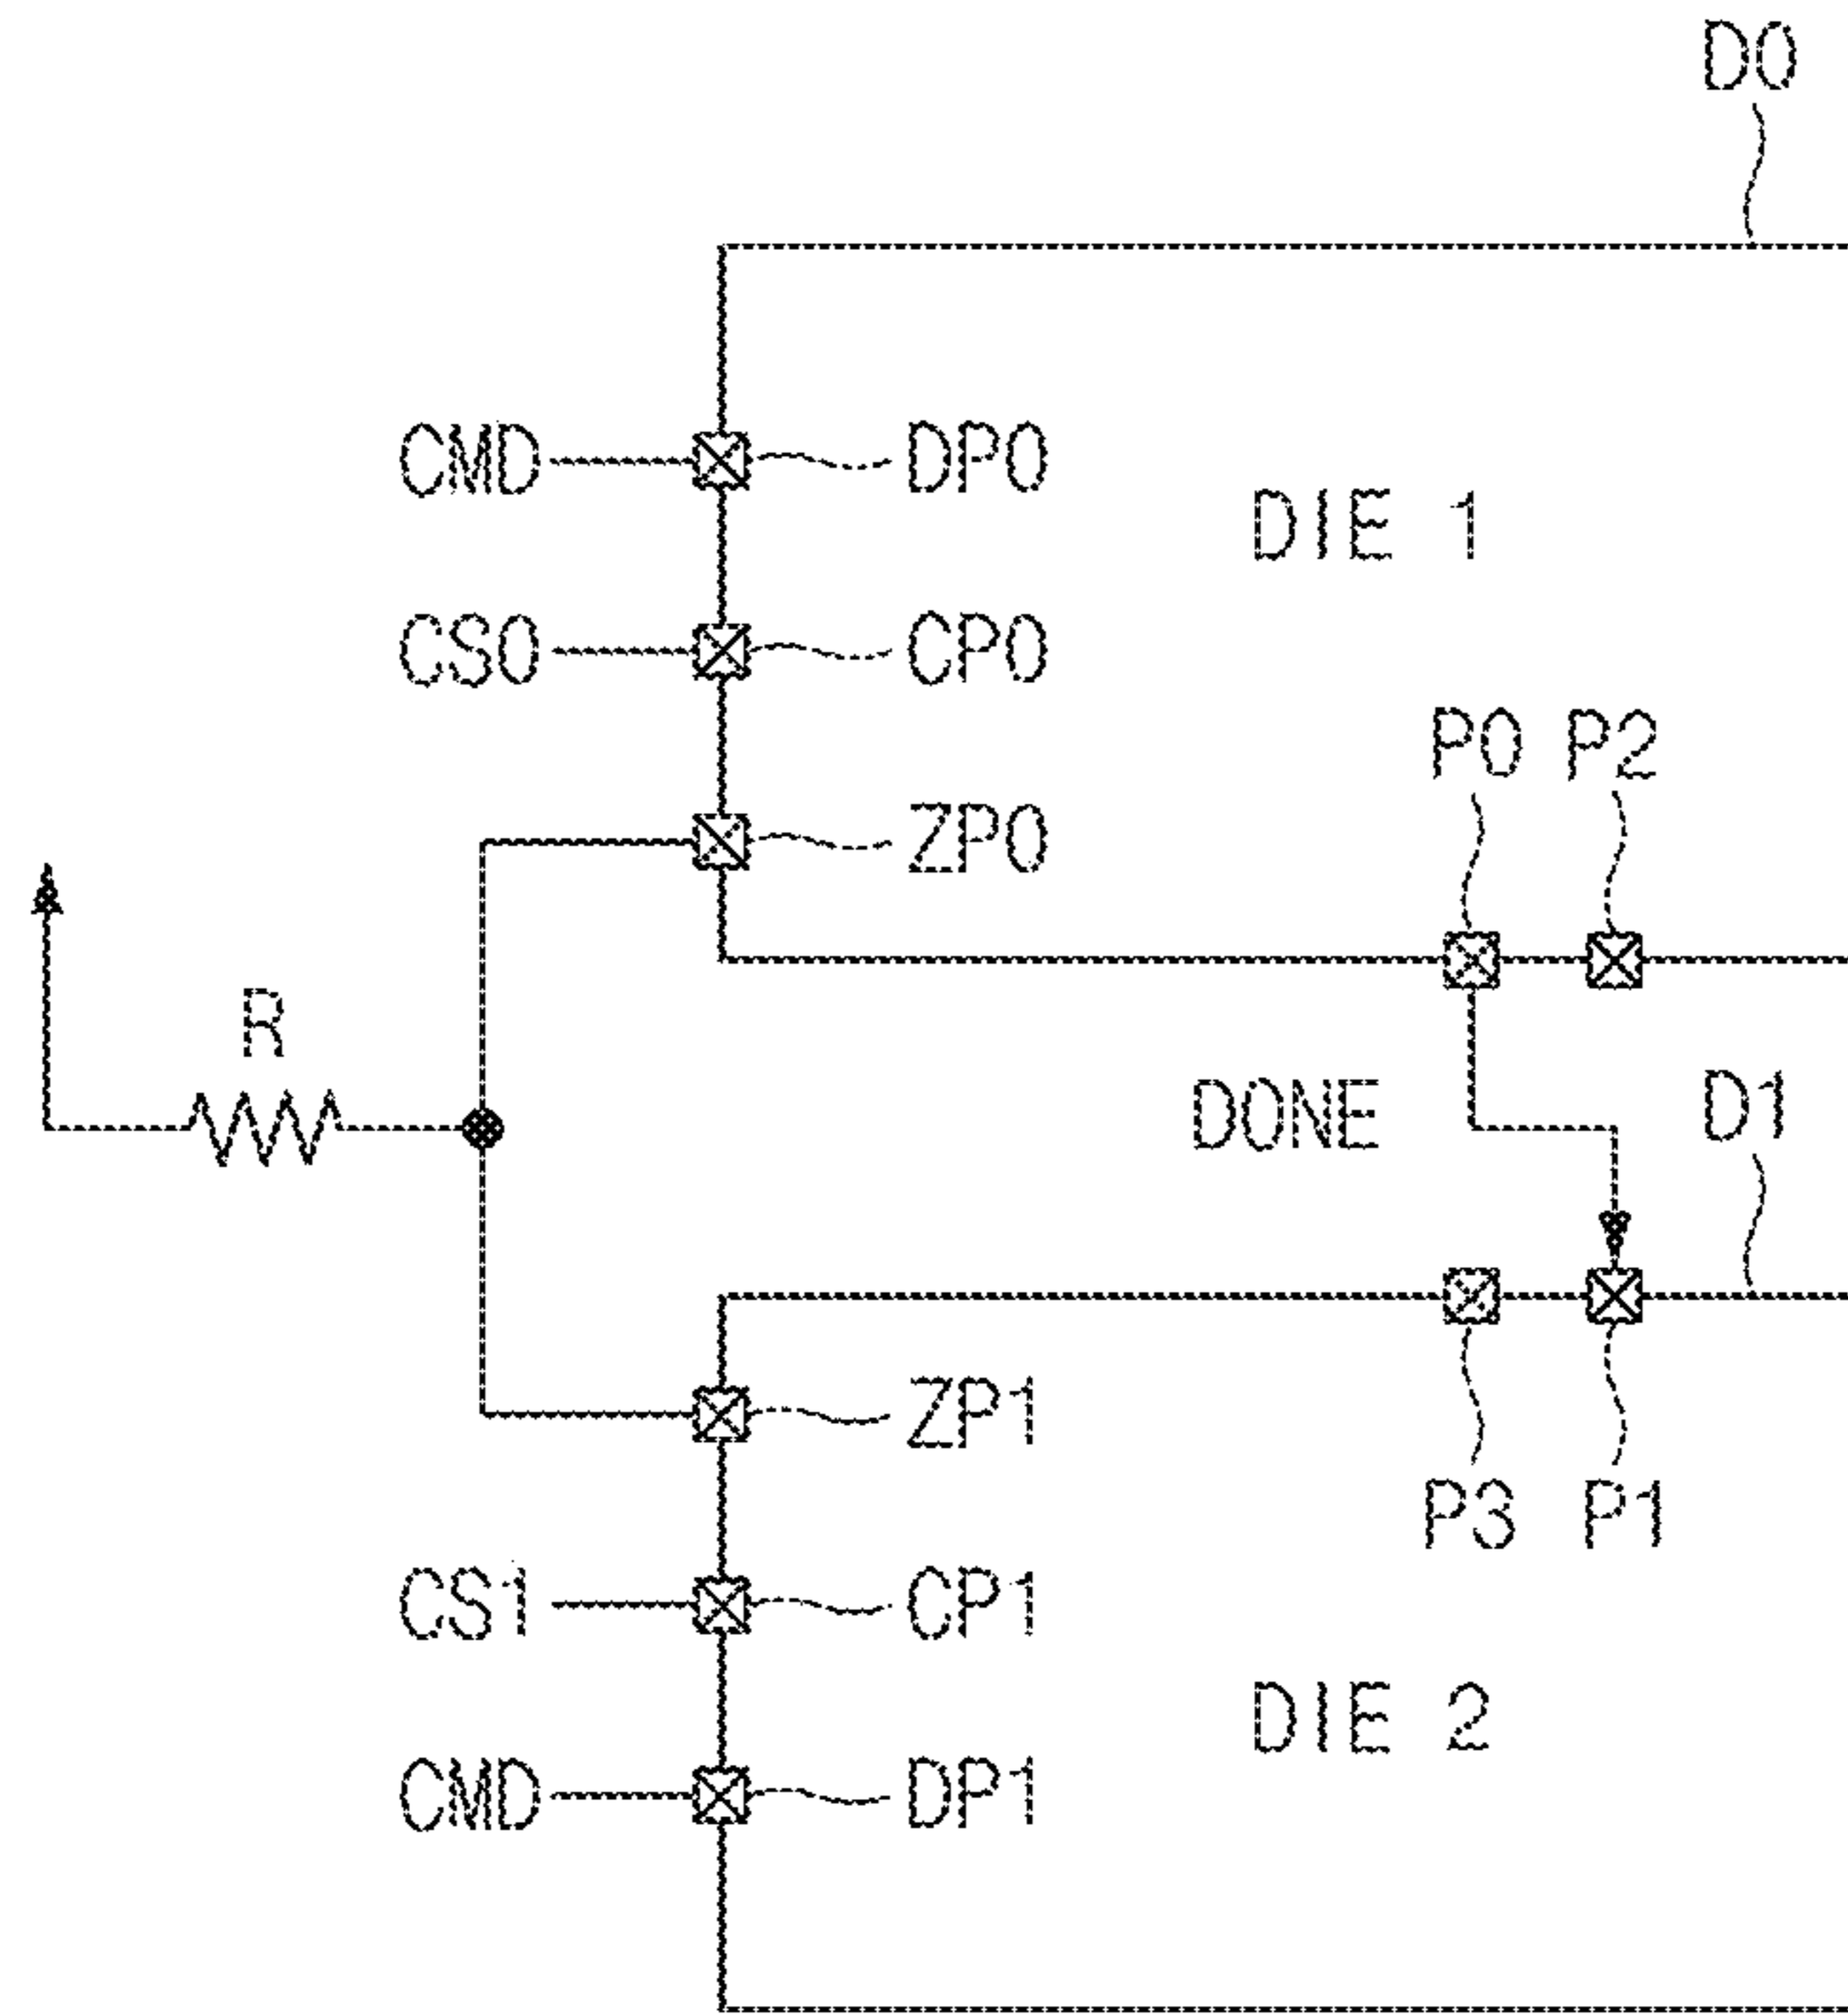 D0
CMD DP0
DIE 1
CS0 CP0
P0 P2
ZP0
R
DONE D1
ZP1
P3 P1
CS1 CP1
DIE 2
CMD DP1